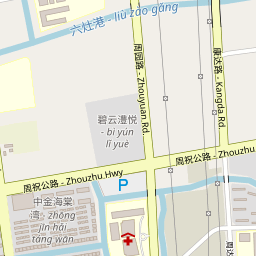 六灶港 - liù zào gǎng
周园路 - Zhouyuan Rd.
康达路 - Kangda Rd.
碧云澧悦
- bì yún
lǐ yuè
周祝公路 - Zhouzhu Hwy
周祝公路 - Zhouzhu
P
中金海棠
湾 - zhōng
jīn hǎi
táng wān